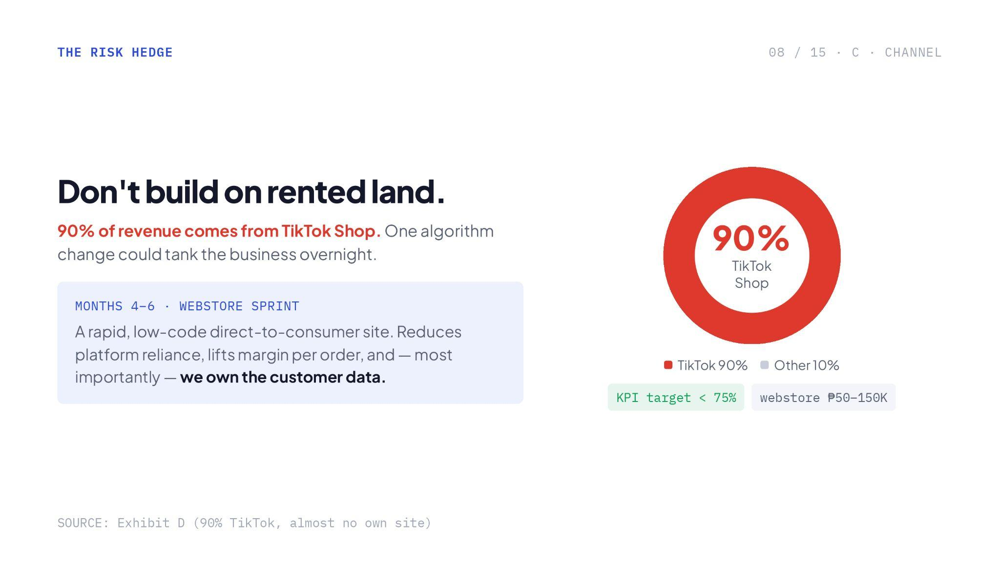 THE RISK HEDGE
08 / 15 · C · CHANNEL
Don't build on rented land.
90% of revenue comes from TikTok Shop. One algorithm
change could tank the business overnight.
MONTHS 4–6 · WEBSTORE SPRINT
A rapid, low-code direct-to-consumer site. Reduces
platform reliance, lifts margin per order, and — most
importantly — we own the customer data.
90%
TikTok
Shop
TikTok 90% Other 10%
KPI target < 75% webstore ₱50–150K
SOURCE: Exhibit D (90% TikTok, almost no own site)